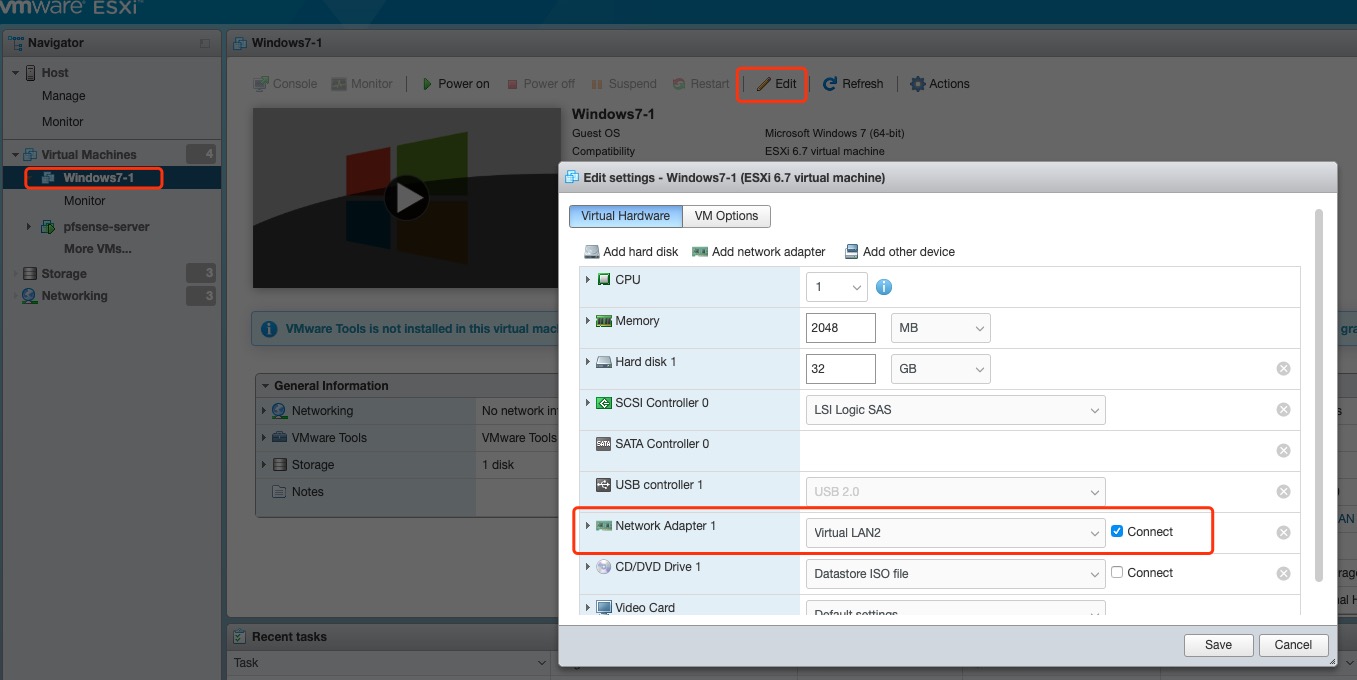 vmware ESXi™
Navigator
Host
Manage
Monitor
Virtual Machines 4
Windows7-1
Monitor
pfsense-server
More VMs...
Storage 3
Networking 3
Windows7-1
Console Monitor Power on Power off Suspend Restart Edit Refresh Actions
Windows7-1
Guest OS Microsoft Windows 7 (64-bit)
Compatibility ESXi 6.7 virtual machine
VMware Tools is not installed in this virtual
General Information
Networking No network
VMware Tools VMware Tools
Storage 1 disk
Notes
Recent tasks
Task
Edit settings - Windows7-1 (ESXi 6.7 virtual machine)
Virtual Hardware VM Options
Add hard disk Add network adapter Add other device
CPU 1
Memory 2048 MB
Hard disk 1 32 GB
SCSI Controller 0 LSI Logic SAS
SATA SATA Controller 0
USB controller 1 USB 2.0
Network Adapter 1 Virtual LAN2 Connect
CD/DVD Drive 1 Datastore ISO file Connect
Video Card Default settings
Save Cancel